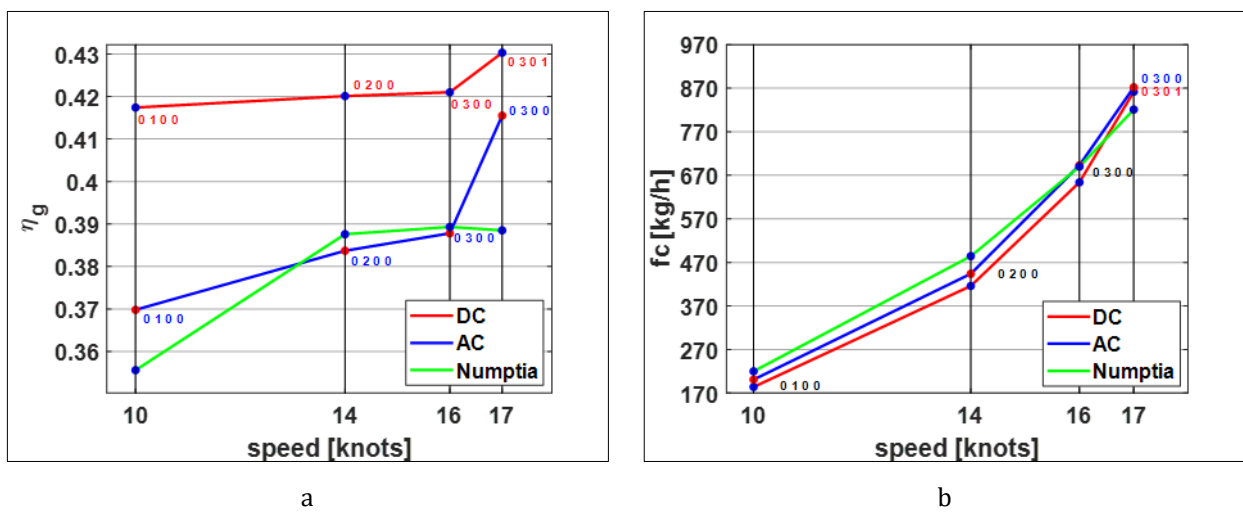 0.43
0.42
0.41
0.4
0.39
0.38
0.37
0.36
ηg
0 1 0 0
0 2 0 0
0 3 0 0
0 3 0 1
0 3 0 0
0 1 0 0
0 2 0 0
0 3 0 0
DC
AC
Numptia
10 14 16 17
speed [knots]
a
970
870
770
670
570
470
370
270
170
fc [kg/h]
0 3 0 0
0 3 0 1
0 3 0 0
0 2 0 0
0 1 0 0
DC
AC
Numptia
10 14 16 17
speed [knots]
b